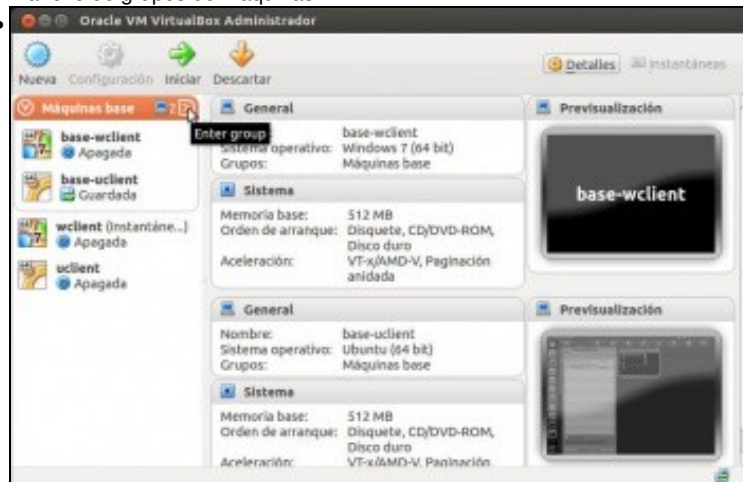 Oracle VM VirtualBox Administrador
Nueva Configuración Iniciar Descartar
Detalles Instantáneas
Máquinas base 2
Enter group
base-wclient
Apagada
base-uclient
Guardada
wclient (Instantáne...)
Apagada
uclient
Apagada
General
base-wclient
Sistema operativo: Windows 7 (64 bit)
Grupos: Máquinas base
Sistema
Memoria base: 512 MB
Orden de arranque: Disquete, CD/DVD-ROM,
Disco duro
Aceleración: VT-x/AMD-V, Paginación
anidada
Previsualización
base-wclient
General
Nombre: base-uclient
Sistema operativo: Ubuntu (64 bit)
Grupos: Máquinas base
Sistema
Memoria base: 512 MB
Orden de arranque: Disquete, CD/DVD-ROM,
Disco duro
Aceleración: VT-x/AMD-V, Paginación
Previsualización